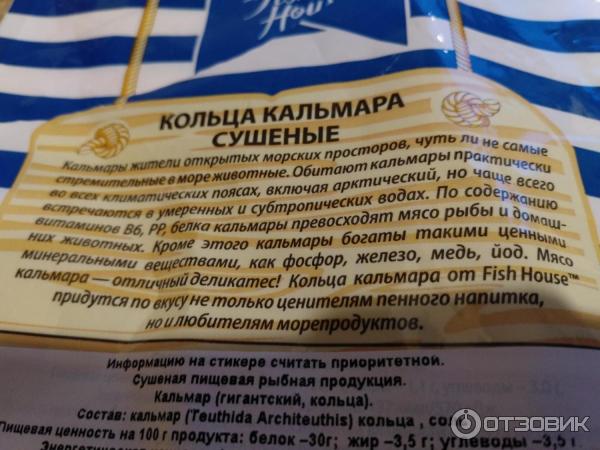 Hou
КОЛЬЦА КАЛЬМАРА
СУШЕНЫЕ
Кальмары жители открытых морских просторов, чуть ли не самые
стремительные в море животные. Обитают кальмары практически
во всех климатических поясах, включая арктический, но чаще всего
встречаются в умеренных и субтропических водах. По содержанию
витаминов В6, РР, белка кальмары превосходят мясо рыбы и домаш-
них животных. Кроме этого кальмары богаты такими ценными
минеральными веществами, как фосфор, железо, медь, йод. Мясо
кальмара — отличный деликатес! Кольца кальмара от Fish House™
придутся по вкусу не только ценителям пенного напитка,
но и любителям морепродуктов.
Информацию на стикере считать приоритетной.
Сушеная пищевая рыбная продукция.
Кальмар (гигантский, кольца).
Состав: кальмар ('Teuthida Architeuthis) кольца , со
Пищевая ценность на 100 г продукта: белок –30г; жир –3,5 г; углеводы –3,5 г.
Энергетическая
ОТЗОВИК